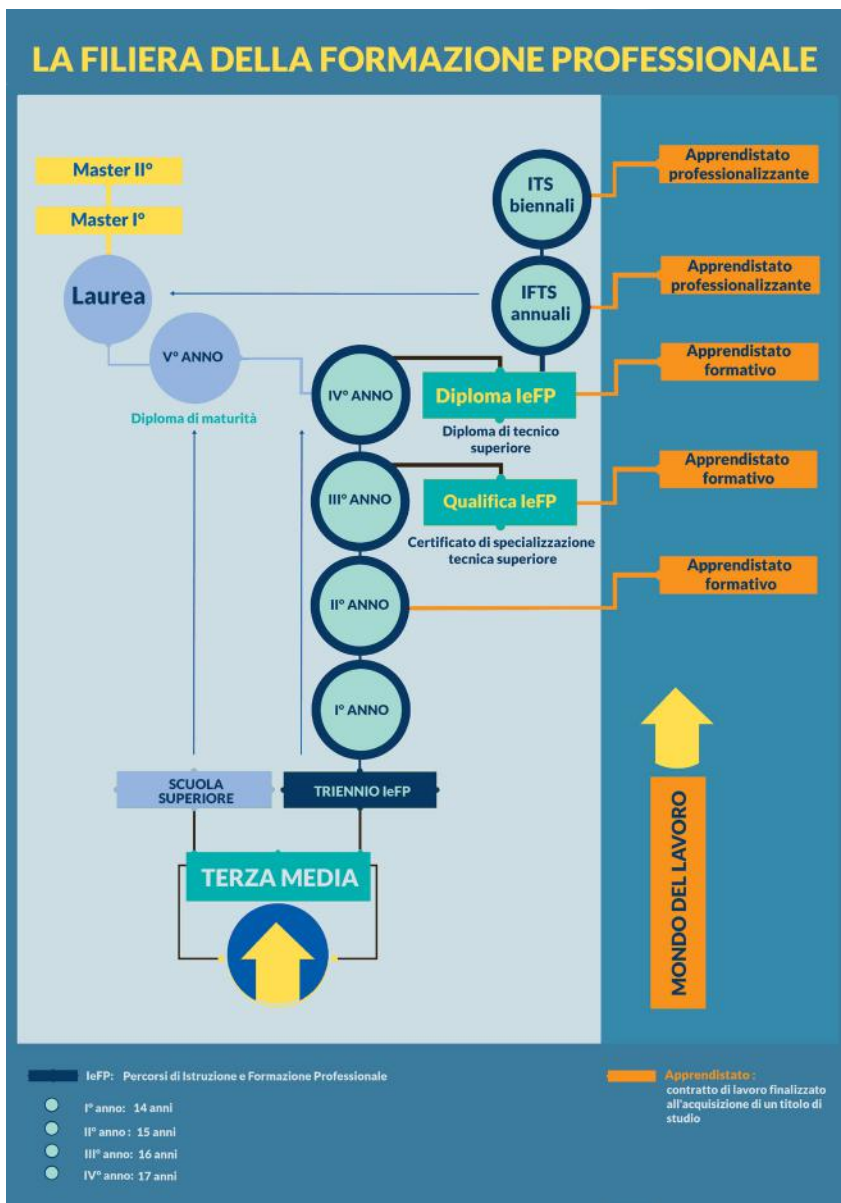 LA FILIERA DELLA FORMAZIONE PROFESSIONALE
Master II°
Master I°
Laurea
V° ANNO
Diploma di maturità
ITS
biennali
IFTS
annuali
IV° ANNO
Diploma IeFP
Diploma di tecnico
superiore
III° ANNO
Qualifica IeFP
Certificato di specializzazione
tecnica superiore
II° ANNO
I° ANNO
SCUOLA
SUPERIORE
TRIENNIO IeFP
TERZA MEDIA
Apprendistato
professionalizzante
Apprendistato
professionalizzante
Apprendistato
formativo
Apprendistato
formativo
Apprendistato
formativo
MONDO DEL LAVORO
IeFP: Percorsi di Istruzione e Formazione Professionale
I° anno: 14 anni
II° anno : 15 anni
III° anno: 16 anni
IV° anno: 17 anni
Apprendistato :
contratto di lavoro finalizzato
all'acquisizione di un titolo di
studio